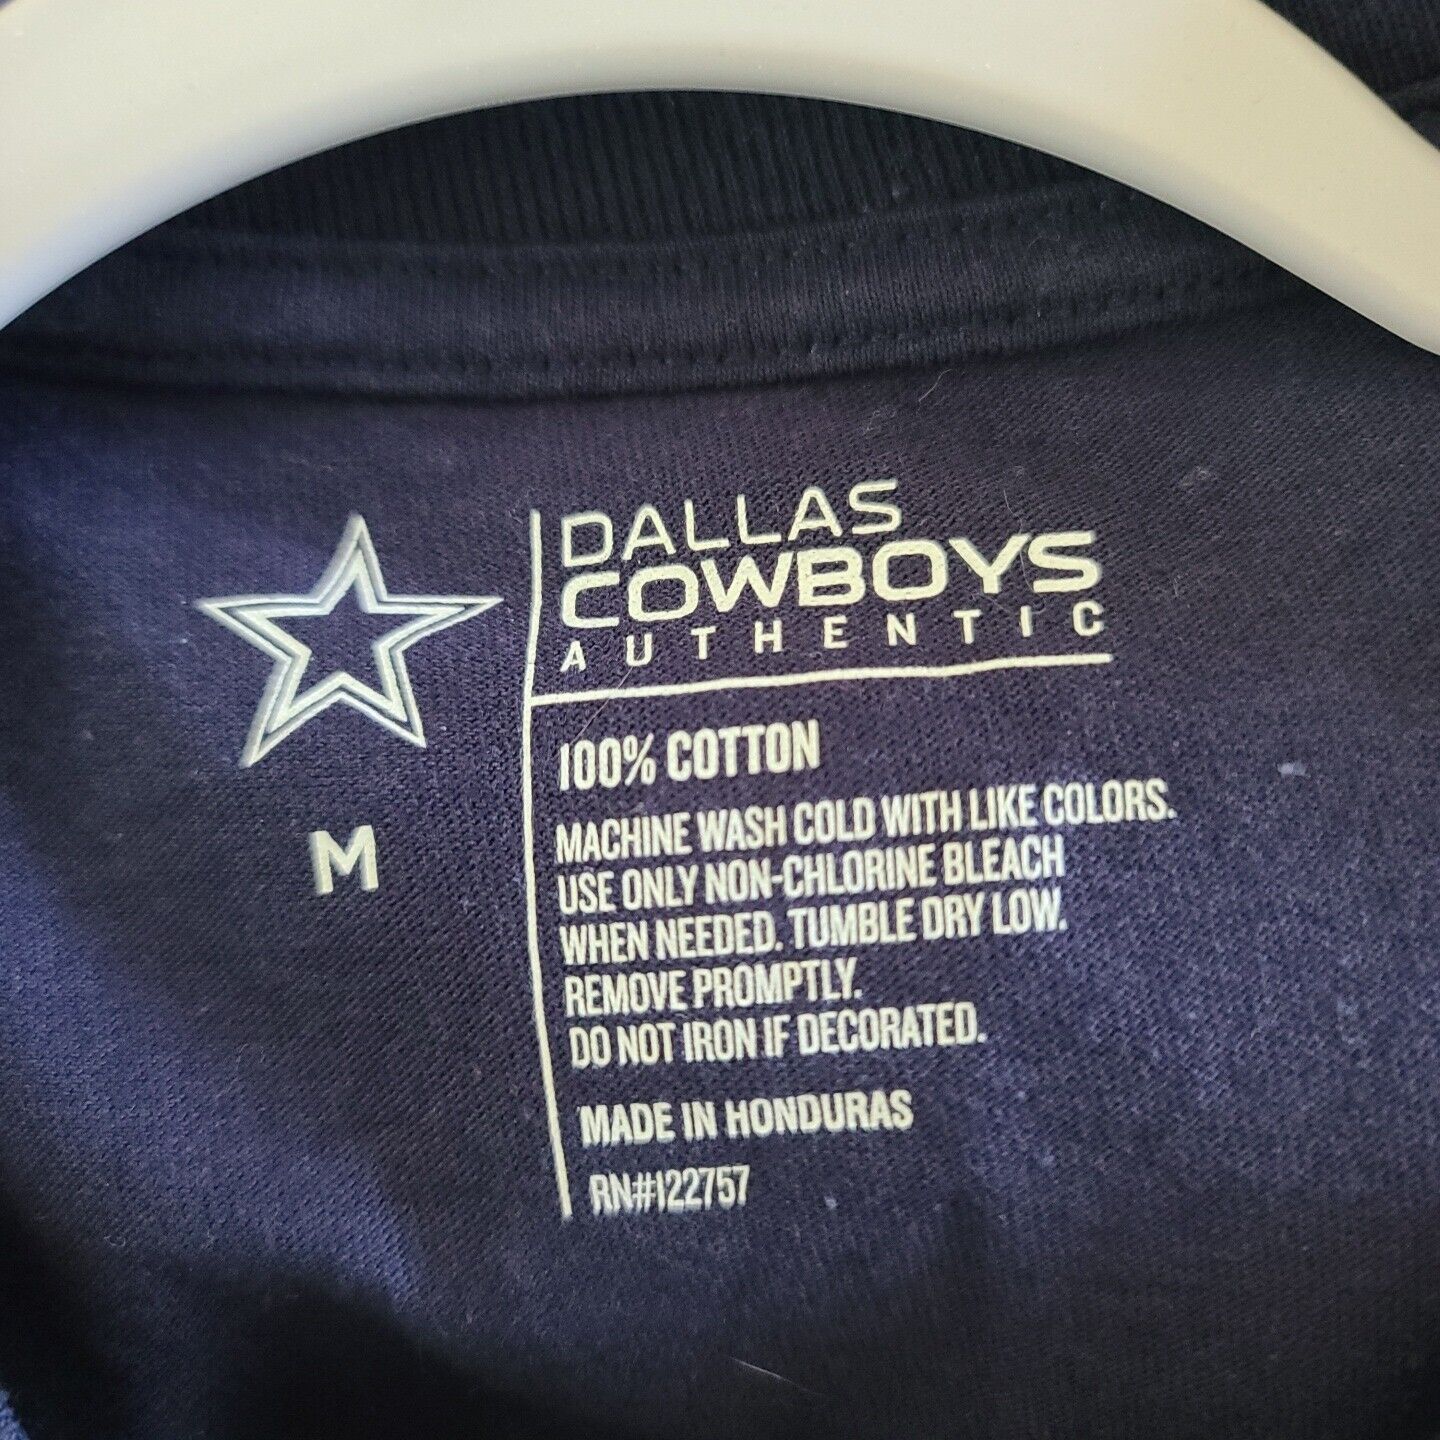 DALLAS
COWBOYS
AUTHENTIC
100% COTTON
MACHINE WASH COLD WITH LIKE COLORS.
USE ONLY NON-CHLORINE BLEACH
WHEN NEEDED. TUMBLE DRY LOW.
REMOVE PROMPTLY.
DO NOT IRON IF DECORATED.
MADE IN HONDURAS
RN#122757
M